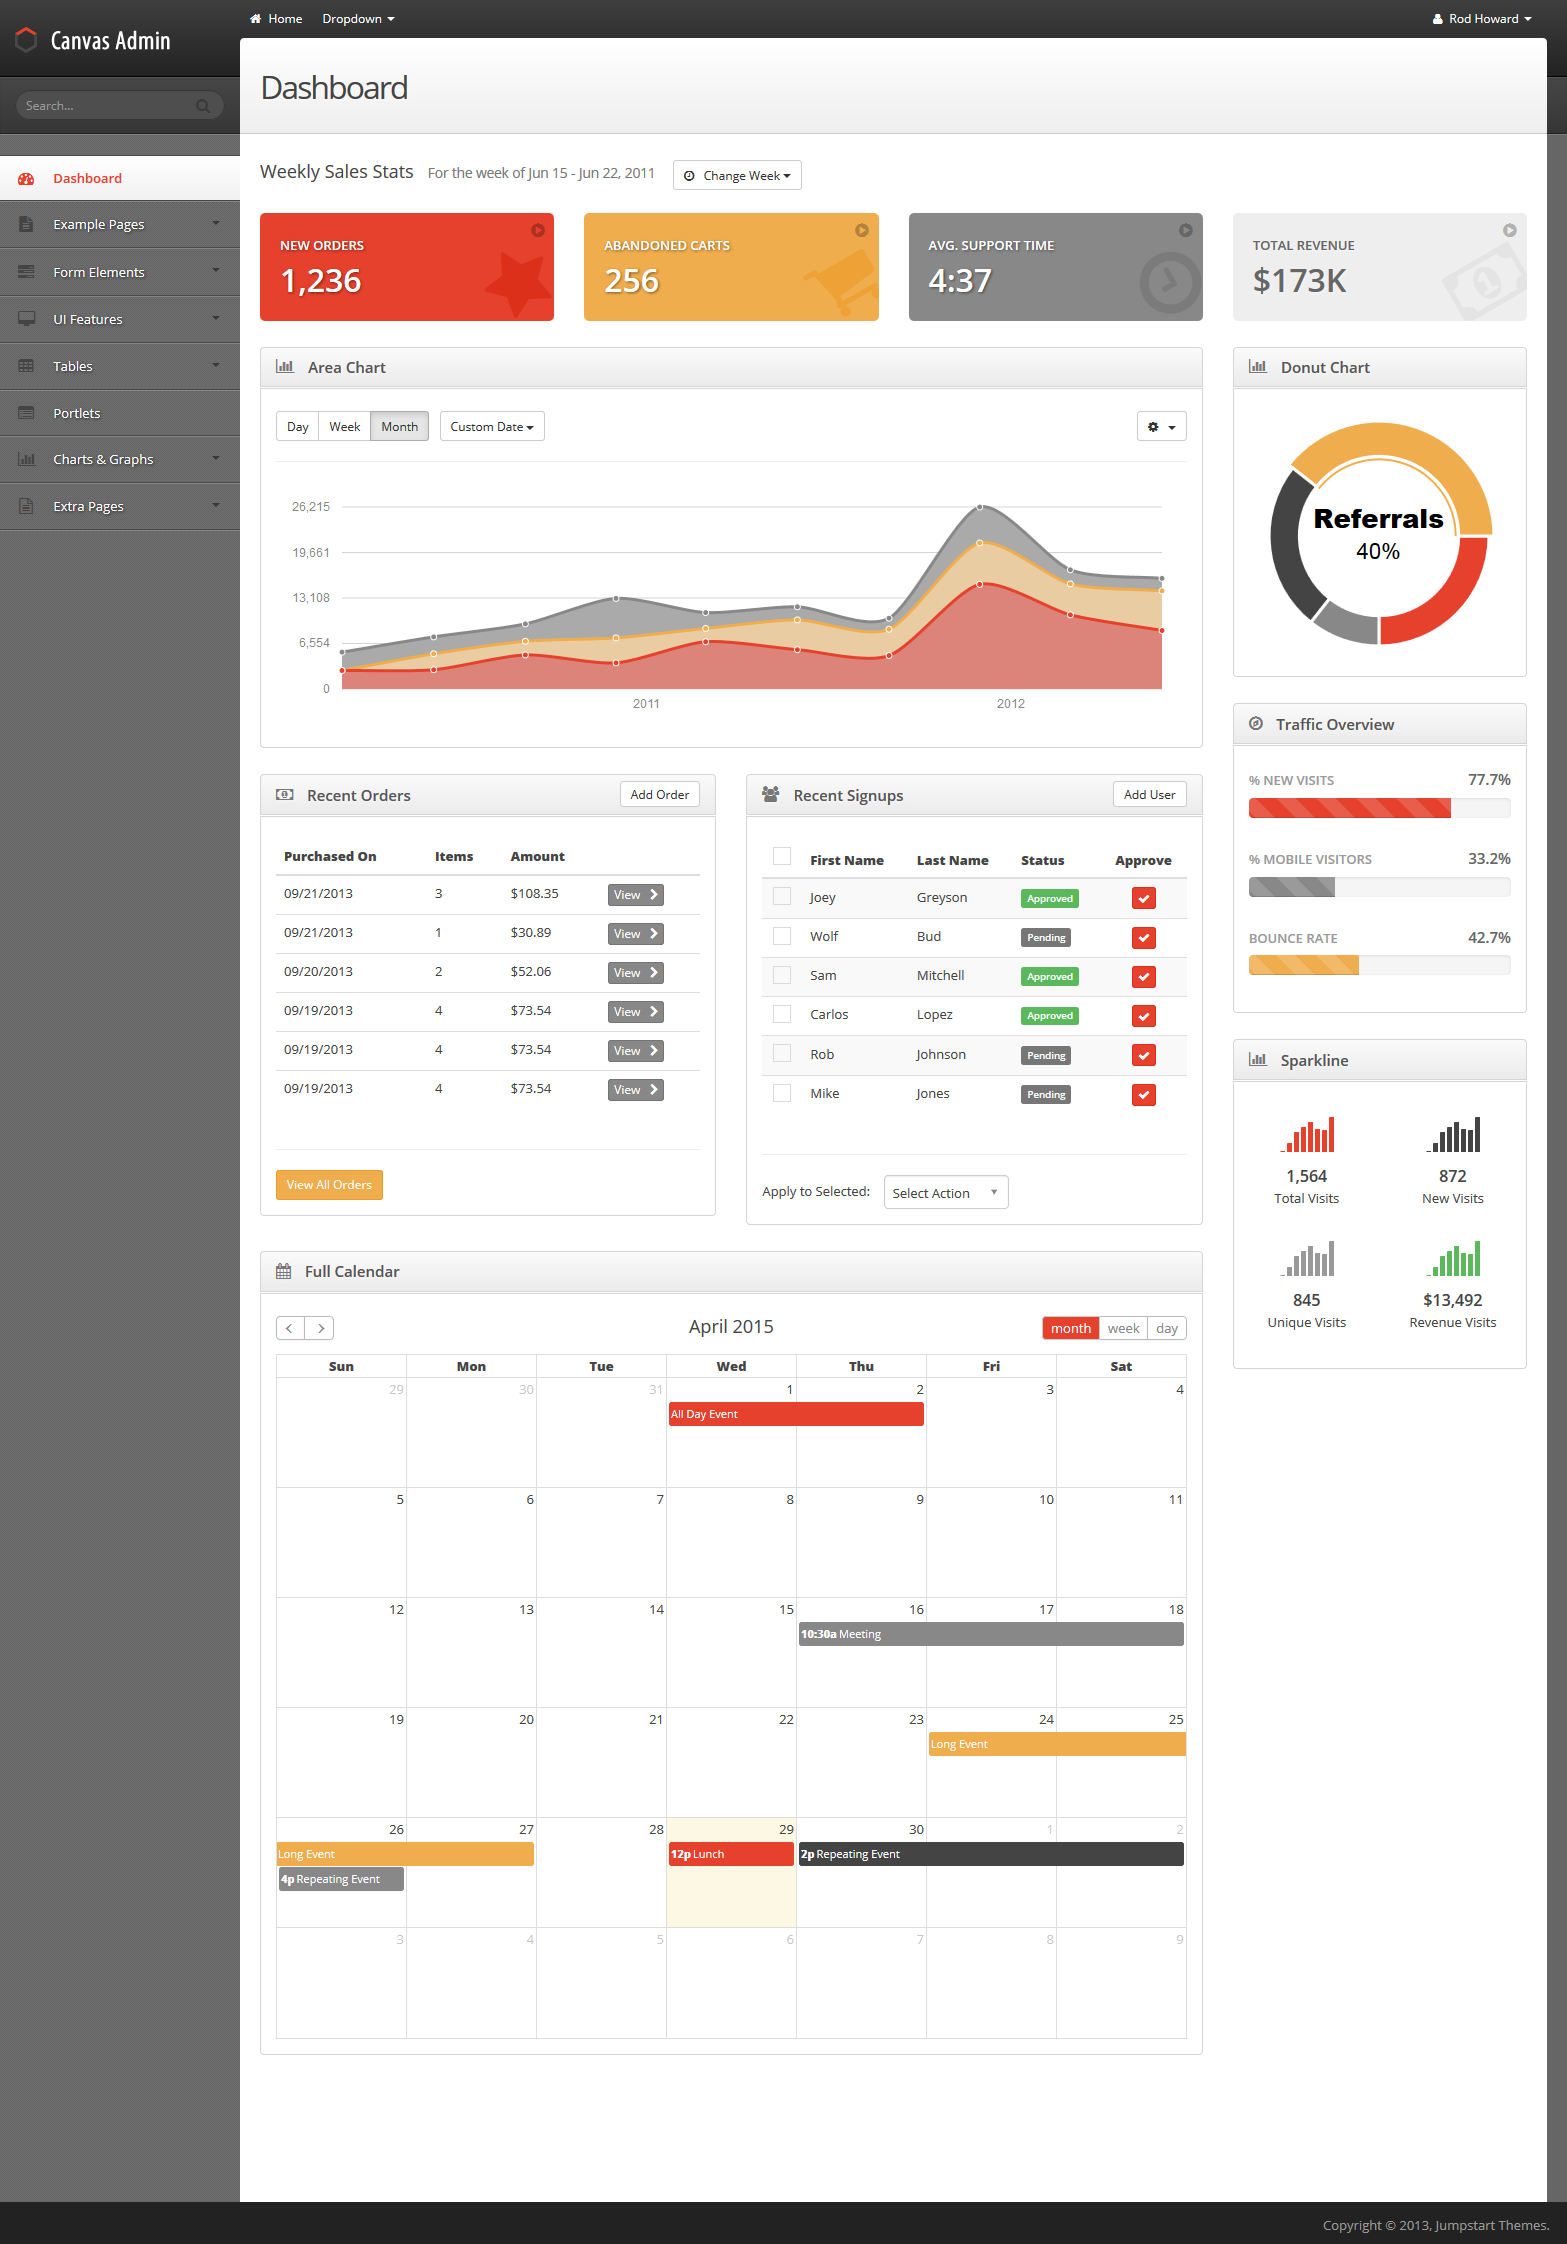 Canvas Admin
Home Dropdown
Rod Howard
Search...
Dashboard
Example Pages
Form Elements
UI Features
Tables
Portlets
Charts & Graphs
Extra Pages
Dashboard
Weekly Sales Stats For the week of Jun 15 - Jun 22, 2011 Change Week
NEW ORDERS
1,236
ABANDONED CARTS
256
AVG. SUPPORT TIME
4:37
TOTAL REVENUE
$173K
Area Chart
Day Week Month Custom Date
26,215
19,661
13,108
6,554
0
2011 2012
Donut Chart
Referrals
40%
Traffic Overview
% NEW VISITS 77.7%
% MOBILE VISITORS 33.2%
BOUNCE RATE 42.7%
Recent Orders Add Order
Purchased On Items Amount
09/21/2013 3 $108.35 View
09/21/2013 1 $30.89 View
09/20/2013 2 $52.06 View
09/19/2013 4 $73.54 View
09/19/2013 4 $73.54 View
09/19/2013 4 $73.54 View
View All Orders
Recent Signups Add User
First Name Last Name Status Approve
Joey Greyson Approved
Wolf Bud Pending
Sam Mitchell Approved
Carlos Lopez Approved
Rob Johnson Pending
Mike Jones Pending
Apply to Selected: Select Action
Sparkline
1,564
Total Visits
872
New Visits
845
Unique Visits
$13,492
Revenue Visits
Full Calendar
April 2015
month week day
Sun Mon Tue Wed Thu Fri Sat
29 30 31 1 2 3 4
All Day Event
5 6 7 8 9 10 11
12 13 14 15 16 17 18
10:30a Meeting
19 20 21 22 23 24 25
Long Event
26 27 28 29 30 1 2
Long Event 12p Lunch 2p Repeating Event
4p Repeating Event
3 4 5 6 7 8 9
Copyright © 2013, Jumpstart Themes.